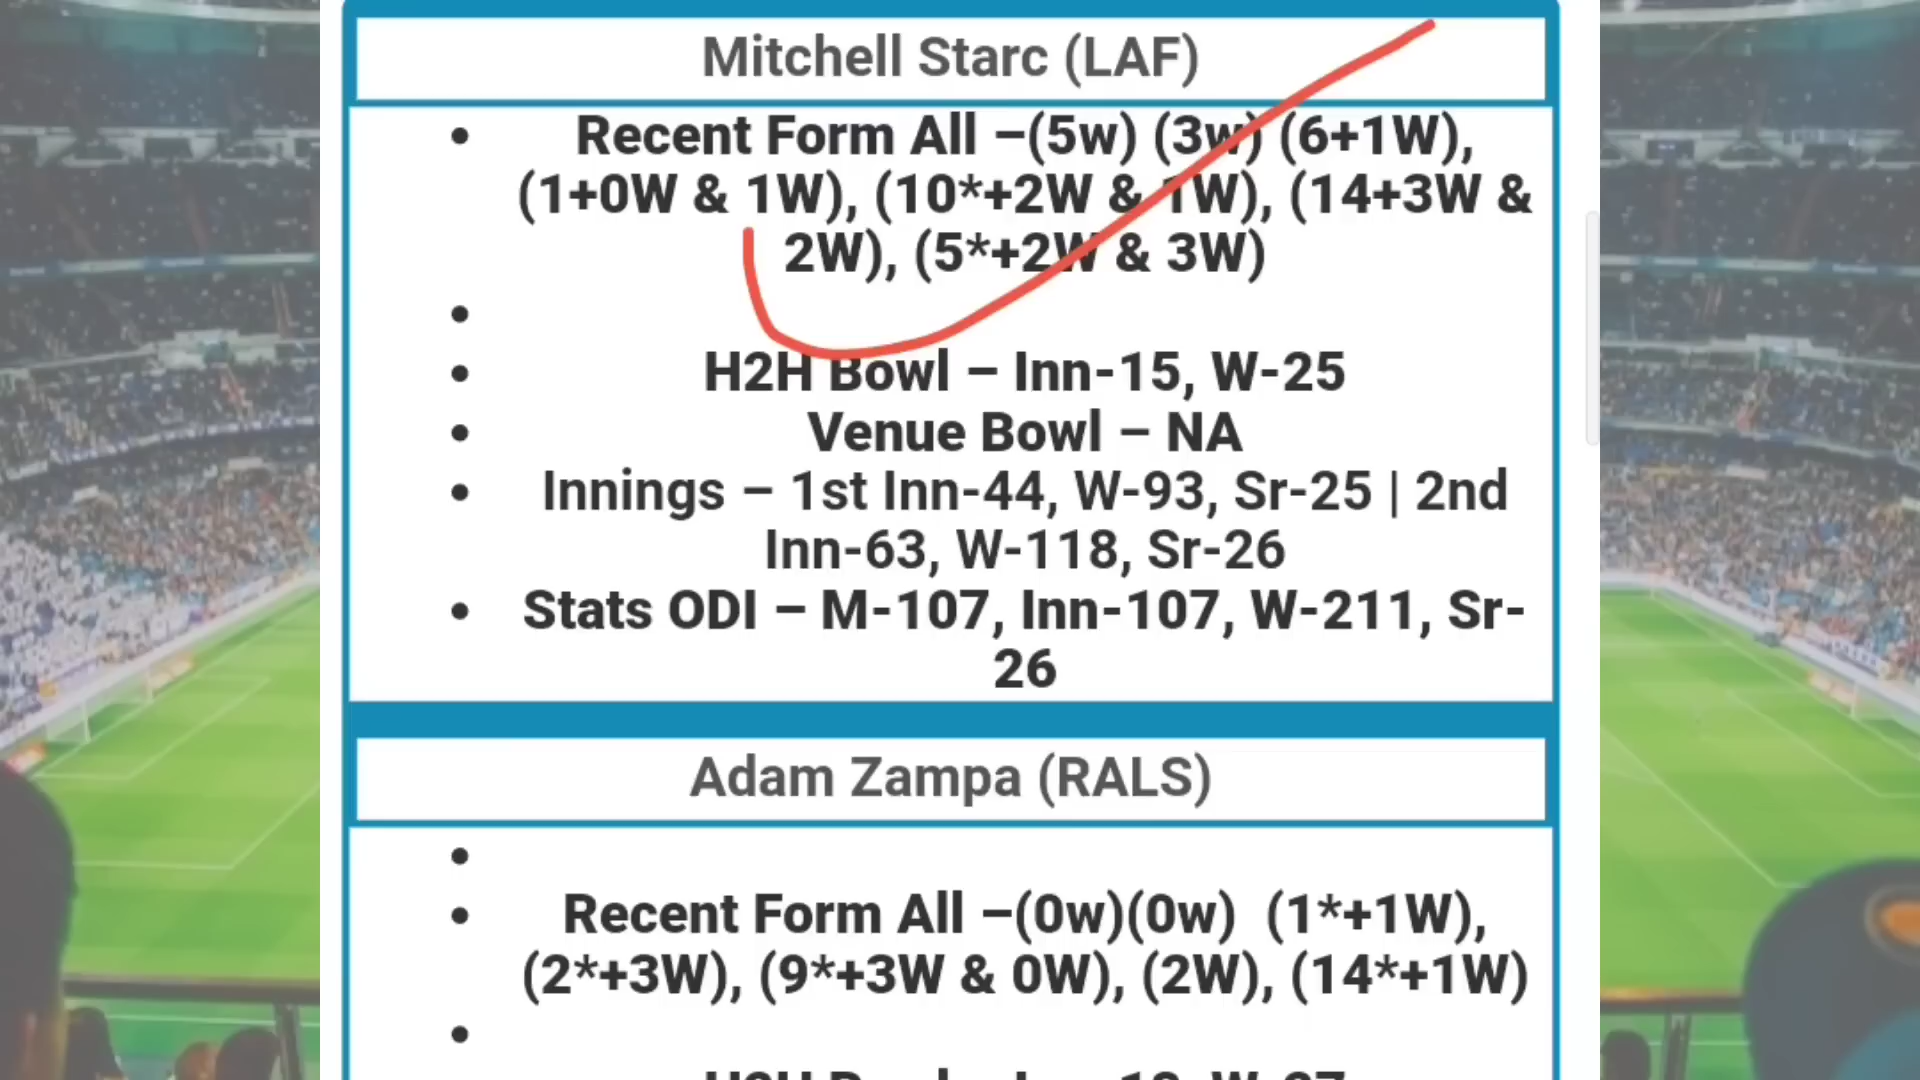 Mitchell Starc (LAF)
Recent Form All –(5w) (3w) (6+1W),
(1+0W & 1W), (10*+2W & 1W), (14+3W &
2W), (5*+2W & 3W)
H2H Bowl – Inn-15, W-25
Venue Bowl – NA
Innings – 1st Inn-44, W-93, Sr-25 | 2nd
Inn-63, W-118, Sr-26
Stats ODI – M-107, Inn-107, W-211, Sr-
26
Adam Zampa (RALS)
Recent Form All –(0w)(0w) (1*+1W),
(2*+3W), (9*+3W & 0W), (2W), (14*+1W)